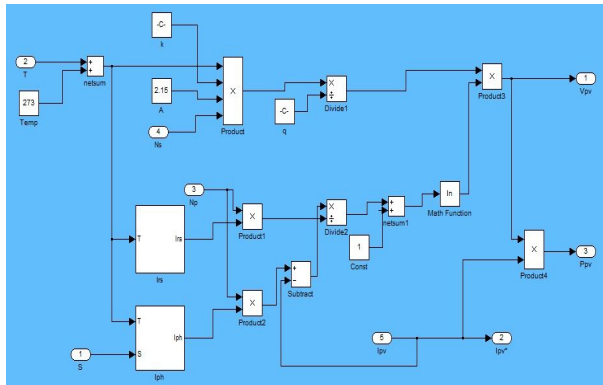 -C-
k
2
T
+
+
netsum
273
Temp
2.15
A
4
Ns
X
Product
-C-
q
X
÷
Divide1
X
Product3
1
Vpv
3
Np
T
Irs
Irs
X
Product1
X
÷
Divide2
1
Const
+
+
netsum1
ln
Math Function
+
−
Subtract
X
Product2
T
S
Iph
Iph
1
S
X
Product4
3
Ppv
5
Ipv
2
Ipv*